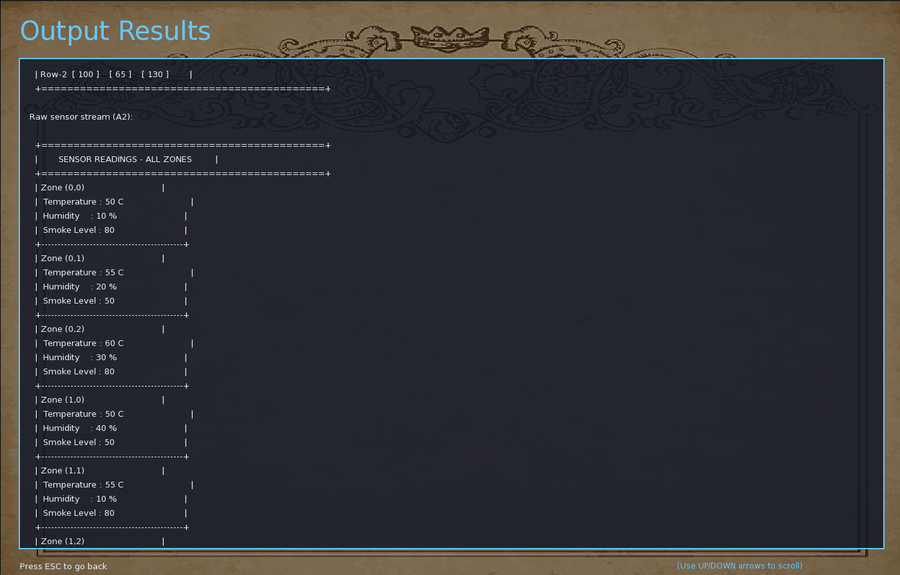 Output Results
| Row-2 [ 100 ] [ 65 ] [ 130 ] |
+============================================+
Raw sensor stream (A2):
+============================================+
| SENSOR READINGS - ALL ZONES |
+============================================+
| Zone (0,0) |
| Temperature : 50 C |
| Humidity : 10 % |
| Smoke Level : 80 |
+--------------------------------------------+
| Zone (0,1) |
| Temperature : 55 C |
| Humidity : 20 % |
| Smoke Level : 50 |
+--------------------------------------------+
| Zone (0,2) |
| Temperature : 60 C |
| Humidity : 30 % |
| Smoke Level : 80 |
+--------------------------------------------+
| Zone (1,0) |
| Temperature : 50 C |
| Humidity : 40 % |
| Smoke Level : 50 |
+--------------------------------------------+
| Zone (1,1) |
| Temperature : 55 C |
| Humidity : 10 % |
| Smoke Level : 80 |
+--------------------------------------------+
| Zone (1,2) |
Press ESC to go back
(Use UP/DOWN arrows to scroll)